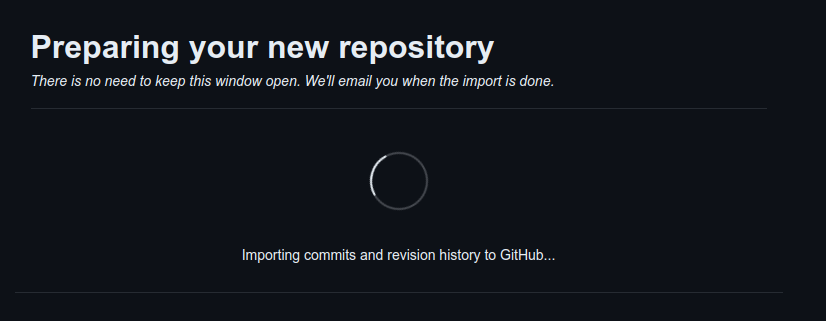 Preparing your new repository
There is no need to keep this window open. We'll email you when the import is done.
Importing commits and revision history to GitHub...